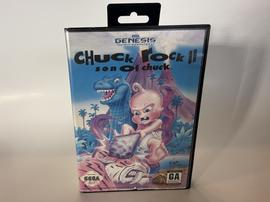 GENESIS
CHUCK ROCK II
son of chuck
SEGA
GA